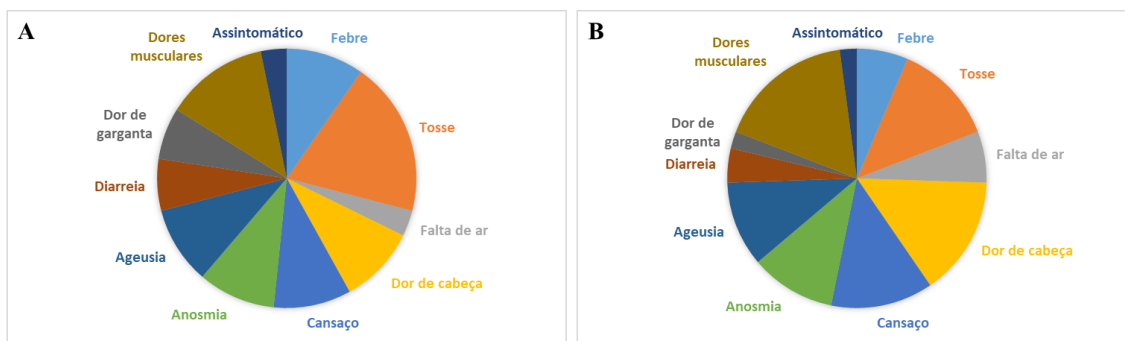 A
Assintomático
Febre
Dores
musculares
Tosse
Dor de
garganta
Diarreia
Falta de ar
Ageusia
Dor de cabeça
Anosmia
Cansaço
B
Assintomático
Febre
Dores
musculares
Tosse
Dor de
garganta
Falta de ar
Diarreia
Ageusia
Dor de cabeça
Anosmia
Cansaço